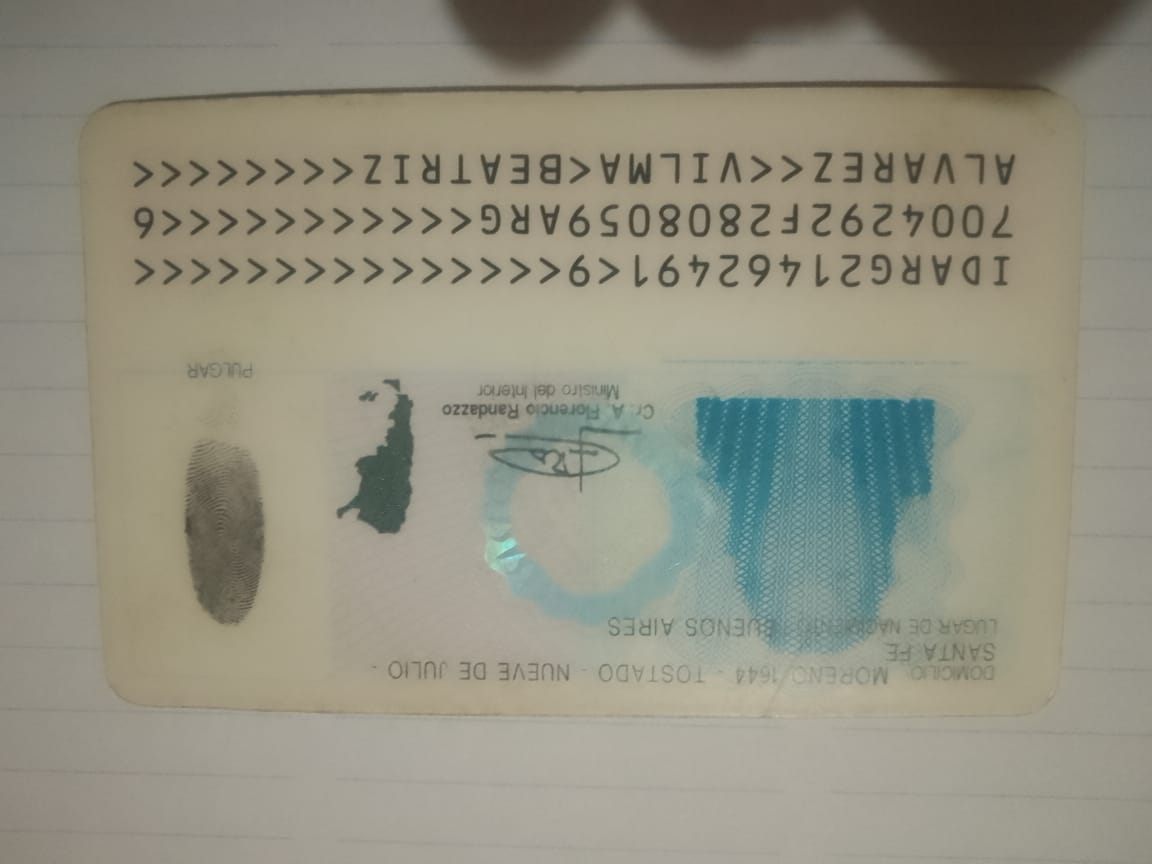 DOMICILIO: MORENO 1644 - TOSTADO - NUEVE DE JULIO -
SANTA FE
LUGAR DE NACIMIENTO: BUENOS AIRES
Cr. A. Florencio Randazzo
Ministro del Interior
PULGAR
IDARG21462491<9<<<<<<<<<<<<<<<
7004292F2808059ARG<<<<<<<<<<<6
ALVAREZ<<VILMA<BEATRIZ<<<<<<<<